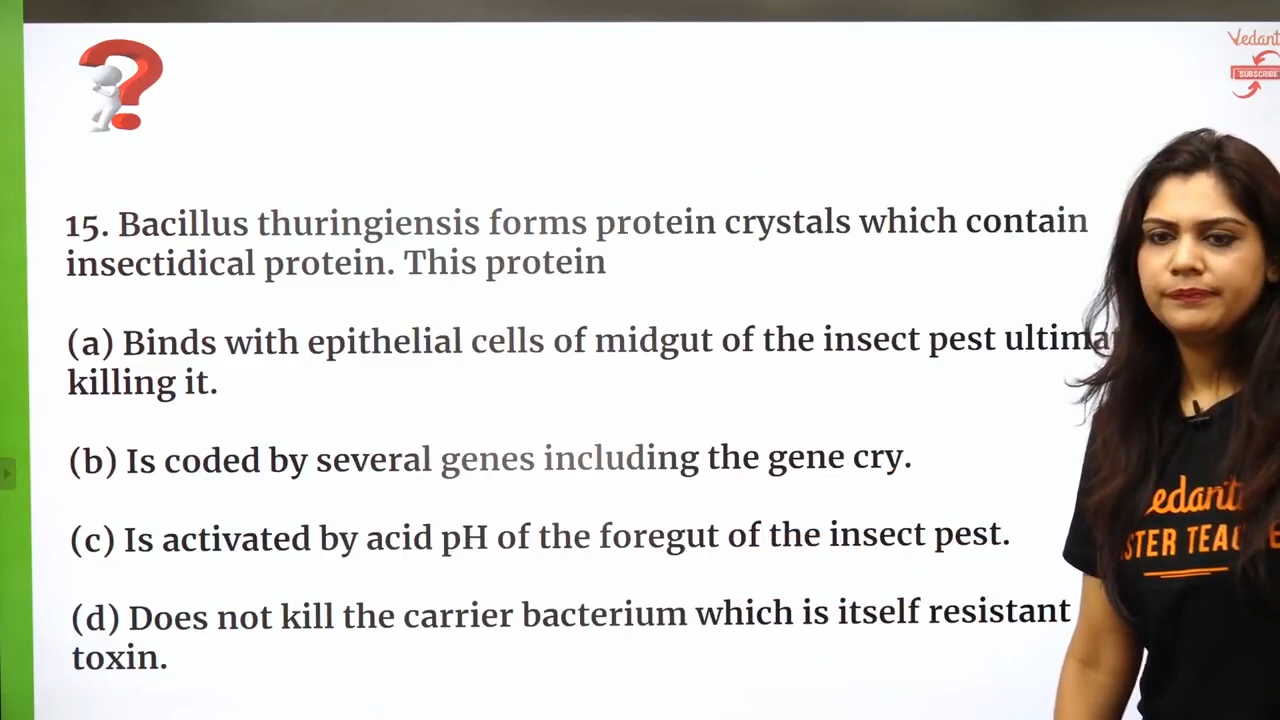 Vedant
SUBSCRIBE
15. Bacillus thuringiensis forms protein crystals which contain
insectidical protein. This protein
(a) Binds with epithelial cells of midgut of the insect pest
killing it.
(b) Is coded by several genes including the gene cry.
(c) Is activated by acid pH of the foregut of the insect pest.
(d) Does not kill the carrier bacterium which is itself resistant
toxin.
edant
STER TEA